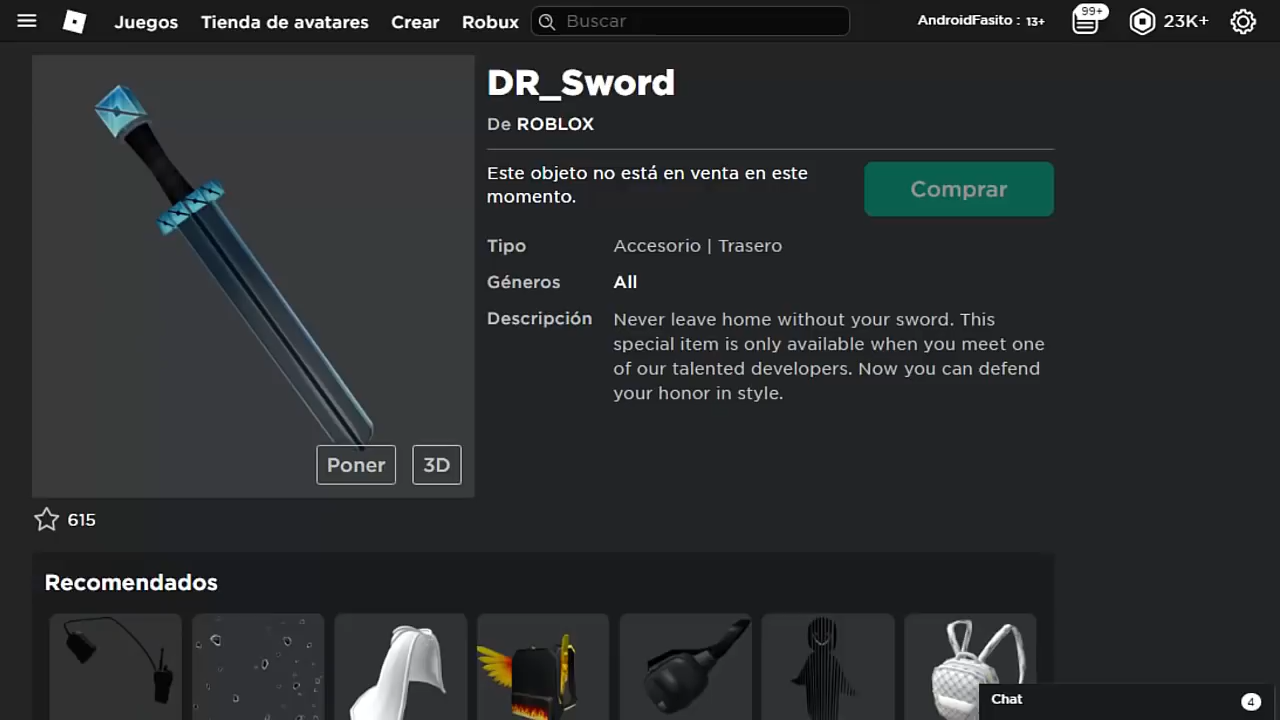 Juegos Tienda de avatares Crear Robux Buscar AndroidFasito : 13+ 99+ 23K+
DR_Sword
De ROBLOX
Este objeto no está en venta en este
momento.
Comprar
Tipo Accesorio | Trasero
Géneros All
Descripción Never leave home without your sword. This
special item is only available when you meet one
of our talented developers. Now you can defend
your honor in style.
Poner 3D
615
Recomendados
Chat 4